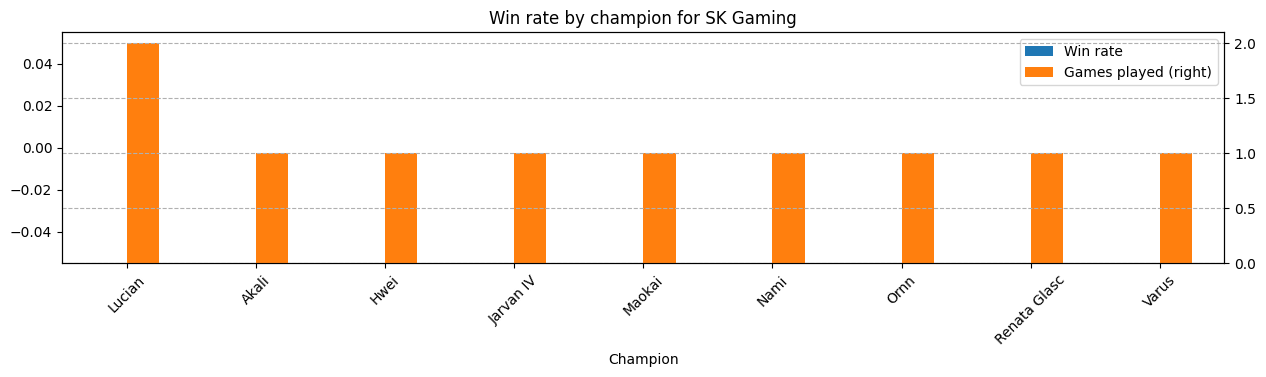 Win rate by champion for SK Gaming
Win rate
Games played (right)
0.04
0.02
0.00
−0.02
−0.04
2.0
1.5
1.0
0.5
0.0
Lucian
Akali
Hwei
Jarvan IV
Maokai
Nami
Ornn
Renata Glasc
Varus
Champion